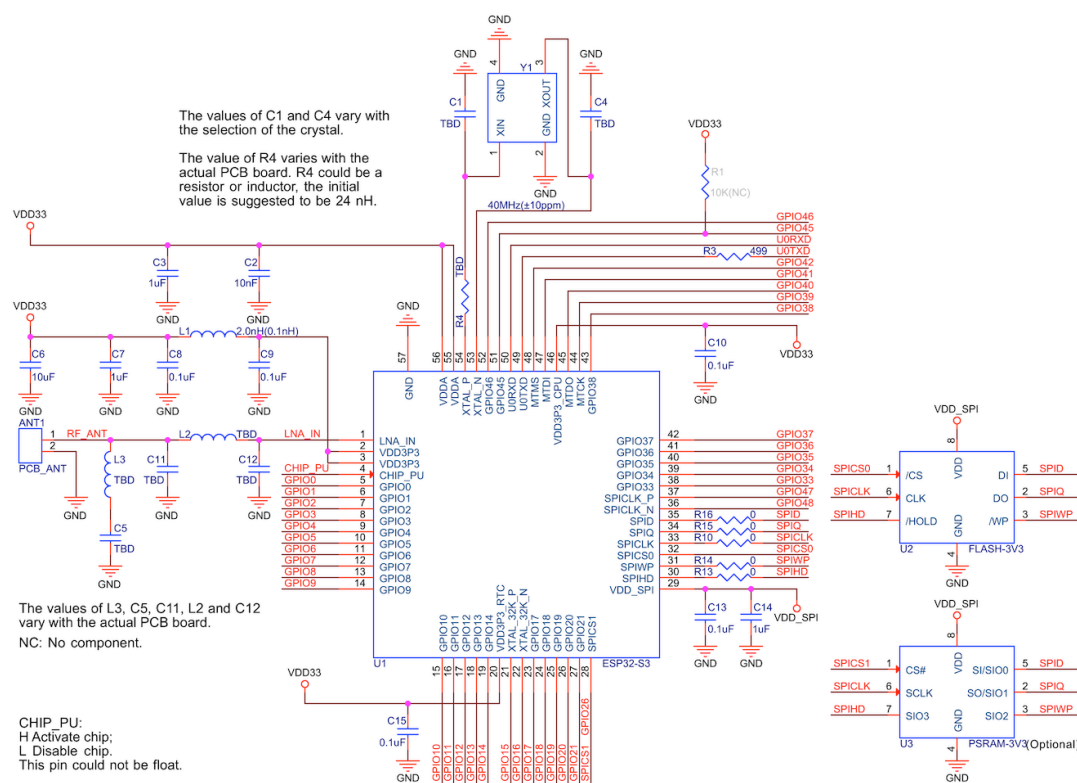 GND
GND
GND
4
3
Y1
GND
XOUT
XIN
GND
1
2
C1
TBD
C4
TBD
GND
40MHz(±10ppm)
The values of C1 and C4 vary with
the selection of the crystal.
The value of R4 varies with the
actual PCB board. R4 could be a
resistor or inductor, the initial
value is suggested to be 24 nH.
VDD33
R1
10K(NC)
GPIO46
GPIO45
U0RXD
R3 499 U0TXD
GPIO42
GPIO41
GPIO40
GPIO39
GPIO38
VDD33
C3
1uF
C2
10nF
GND
GND
TBD
R4
GND
VDD33
L1 2.0nH(0.1nH)
C6
10uF
C7
1uF
C8
0.1uF
C9
0.1uF
GND
GND
GND
GND
C10
0.1uF
GND
VDD33
57
56
55
54
53
52
51
50
49
48
47
46
45
44
43
GND
VDDA
VDDA
XTAL_P
XTAL_N
GPIO46
GPIO45
U0RXD
U0TXD
MTMS
MTDI
VDD3P3_CPU
MTDO
MTCK
GPIO38
ANT1
1
2
PCB_ANT
RF_ANT
L2 TBD
LNA_IN
L3
TBD
C11
TBD
C12
TBD
GND
GND
GND
C5
TBD
GND
1 LNA_IN
2 VDD3P3
3 VDD3P3
CHIP_PU 4 CHIP_PU
GPIO0 5 GPIO0
GPIO1 6 GPIO1
GPIO2 7 GPIO2
GPIO3 8 GPIO3
GPIO4 9 GPIO4
GPIO5 10 GPIO5
GPIO6 11 GPIO6
GPIO7 12 GPIO7
GPIO8 13 GPIO8
GPIO9 14 GPIO9
GPIO37 42 GPIO37
GPIO36 41 GPIO36
GPIO35 40 GPIO35
GPIO34 39 GPIO34
GPIO33 38 GPIO33
SPICLK_P 37 GPIO47
SPICLK_N 36 GPIO48
SPID 35 R16 0 SPID
SPIQ 34 R15 0 SPIQ
SPICLK 33 R10 0 SPICLK
SPICS0 32 SPICS0
SPIWP 31 R14 0 SPIWP
SPIHD 30 R13 0 SPIHD
VDD_SPI 29
C13
0.1uF
C14
1uF
VDD_SPI
GND
GND
GPIO10
GPIO11
GPIO12
GPIO13
GPIO14
VDD3P3_RTC
XTAL_32K_P
XTAL_32K_N
GPIO17
GPIO18
GPIO19
GPIO20
GPIO21
SPICS1
U1
ESP32-S3
15
16
17
18
19
20
21
22
23
24
25
26
27
28
VDD33
C15
0.1uF
GND
GPIO10
GPIO11
GPIO12
GPIO13
GPIO14
GPIO15
GPIO16
GPIO17
GPIO18
GPIO19
GPIO20
GPIO21
SPICS1 GPIO26
The values of L3, C5, C11, L2 and C12
vary with the actual PCB board.
NC: No component.
CHIP_PU:
H Activate chip;
L Disable chip.
This pin could not be float.
VDD_SPI
8
VDD
SPICS0 1 /CS
SPICLK 6 CLK
SPIHD 7 /HOLD
DI 5 SPID
DO 2 SPIQ
/WP 3 SPIWP
GND
U2
4
FLASH-3V3
GND
VDD_SPI
8
VDD
SPICS1 1 CS#
SPICLK 6 SCLK
SPIHD 7 SIO3
SI/SIO0 5 SPID
SO/SIO1 2 SPIQ
SIO2 3 SPIWP
GND
U3
4
PSRAM-3V3 (Optional)
GND